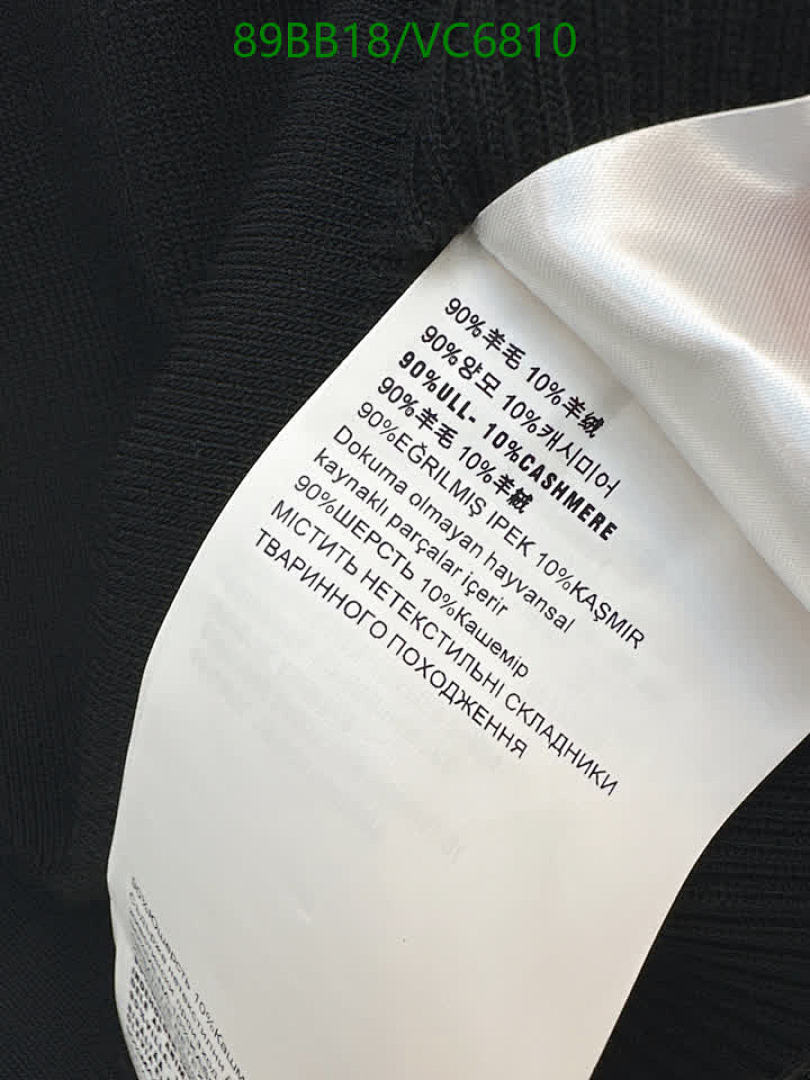 89BB18/VC6810
90%羊毛 10%羊绒
90%양모 10%캐시미어
90%ULL- 10%CASHMERE
90%羊毛 10%羊絨
90%EĞRILMIŞ IPEK 10%KAŞMIR
Dokuma olmayan hayvansal
kaynaklı parçalar içerir
90%ШЕРСТЬ 10%Кашемір
МІСТИТЬ НЕТЕКСТИЛЬНІ СКЛАДНИКИ
ТВАРИННОГО ПОХОДЖЕННЯ